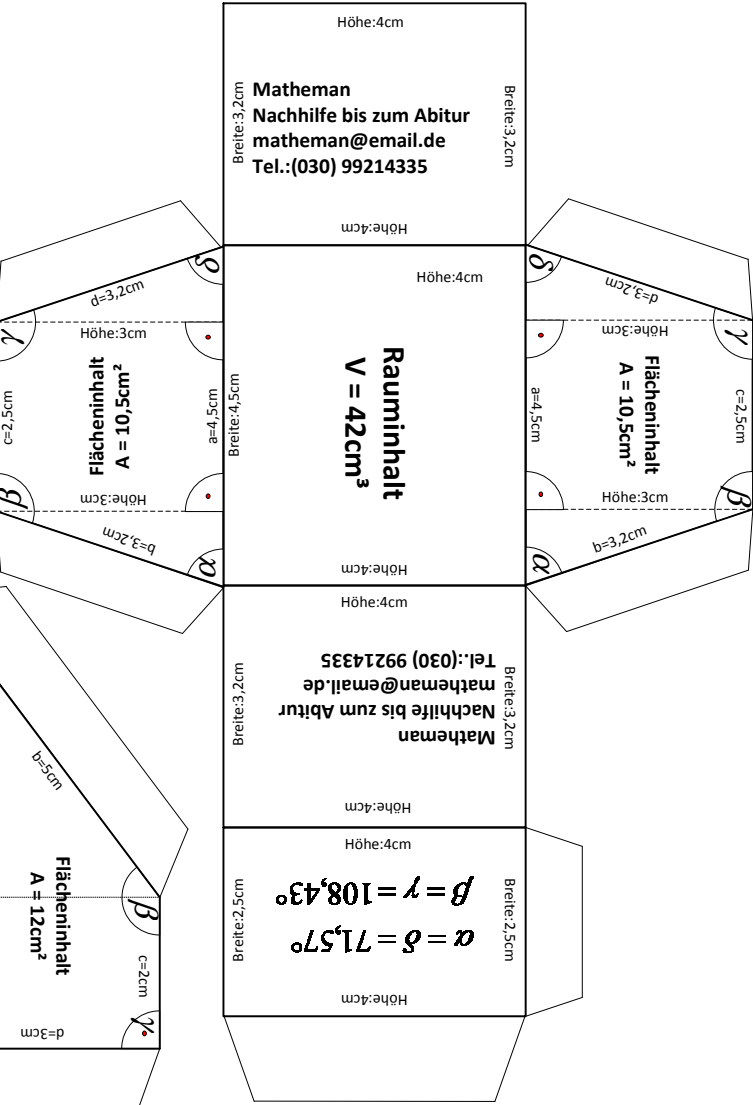 Höhe:4cm
Breite:3,2cm
Matheman
Nachhilfe bis zum Abitur
matheman@email.de
Tel.:(030) 99214335
Breite:3,2cm
Höhe:4cm
δ
d=3,2cm
γ
Höhe:3cm
c=2,5cm
Flächeninhalt
A = 10,5cm²
a=4,5cm
Höhe:3cm
β
b=3,2cm
α
Breite:4,5cm
Höhe:4cm
Rauminhalt
V = 42cm³
Höhe:4cm
δ
d=3,2cm
γ
Höhe:3cm
a=4,5cm
Flächeninhalt
A = 10,5cm²
c=2,5cm
Höhe:3cm
β
b=3,2cm
α
Höhe:4cm
Breite:3,2cm
Matheman
Nachhilfe bis zum Abitur
matheman@email.de
Tel.:(030) 99214335
Breite:3,2cm
Höhe:4cm
Höhe:4cm
Breite:2,5cm
α = δ = 71,57°
β = γ = 108,43°
Breite:2,5cm
Höhe:4cm
b=5cm
Flächeninhalt
A = 12cm²
β
c=2cm
γ
d=3cm